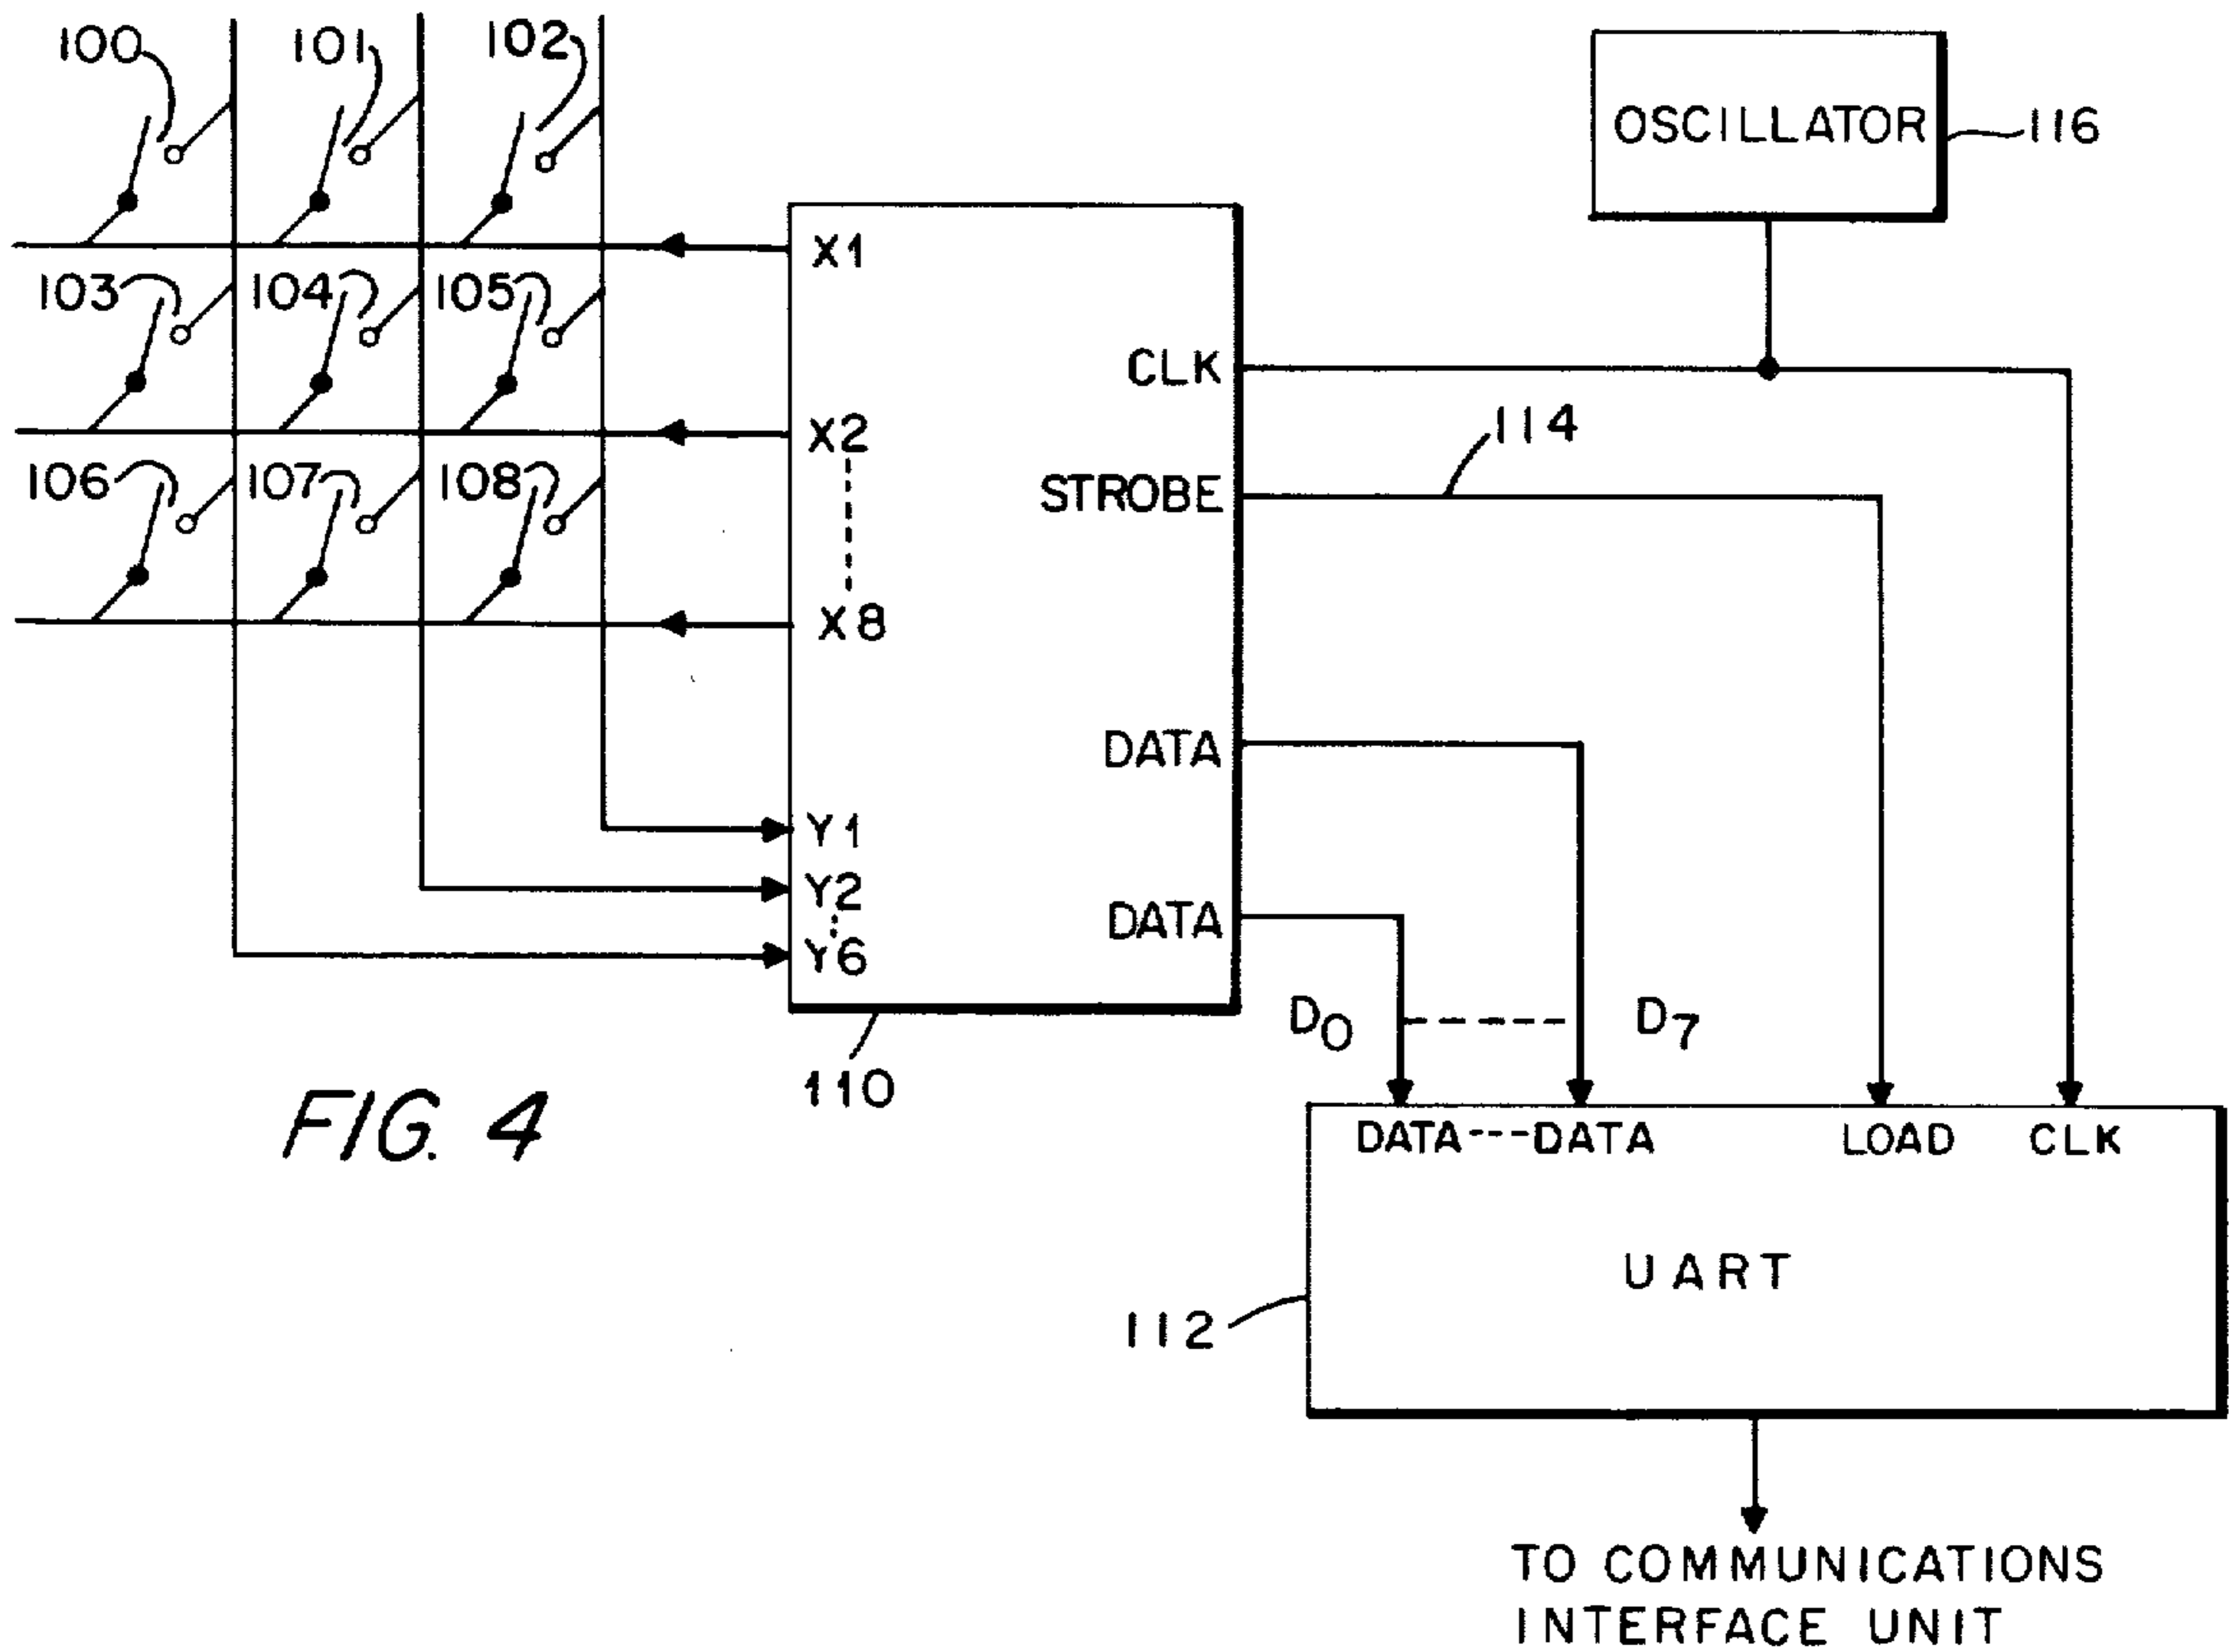 100 101 102
OSCILLATOR 116
X1
103 104 105
CLK
X2
114
106 107 108
STROBE
X8
DATA
Y1
Y2
DATA
Y6
D0 D7
110
FIG. 4
DATA---DATA LOAD CLK
UART
112
TO COMMUNICATIONS
INTERFACE UNIT